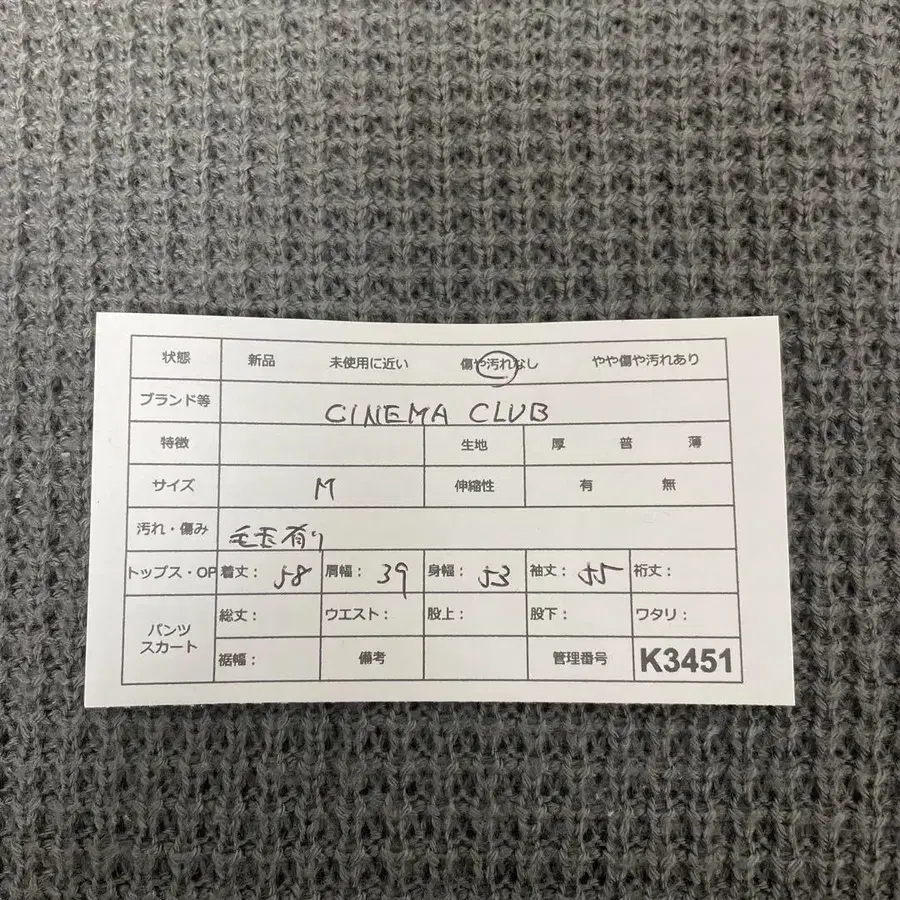 状態 新品 未使用に近い 傷や汚れなし やや傷や汚れあり
ブランド等 CINEMA CLUB
特徴 生地 厚 普 薄
サイズ M 伸縮性 有 無
汚れ・傷み 毛玉有り
トップス・OP 着丈: 58 肩幅: 39 身幅: 53 袖丈: 55 裄丈:
パンツ スカート 総丈: ウエスト: 股上: 股下: ワタリ:
裾幅: 備考 管理番号 K3451